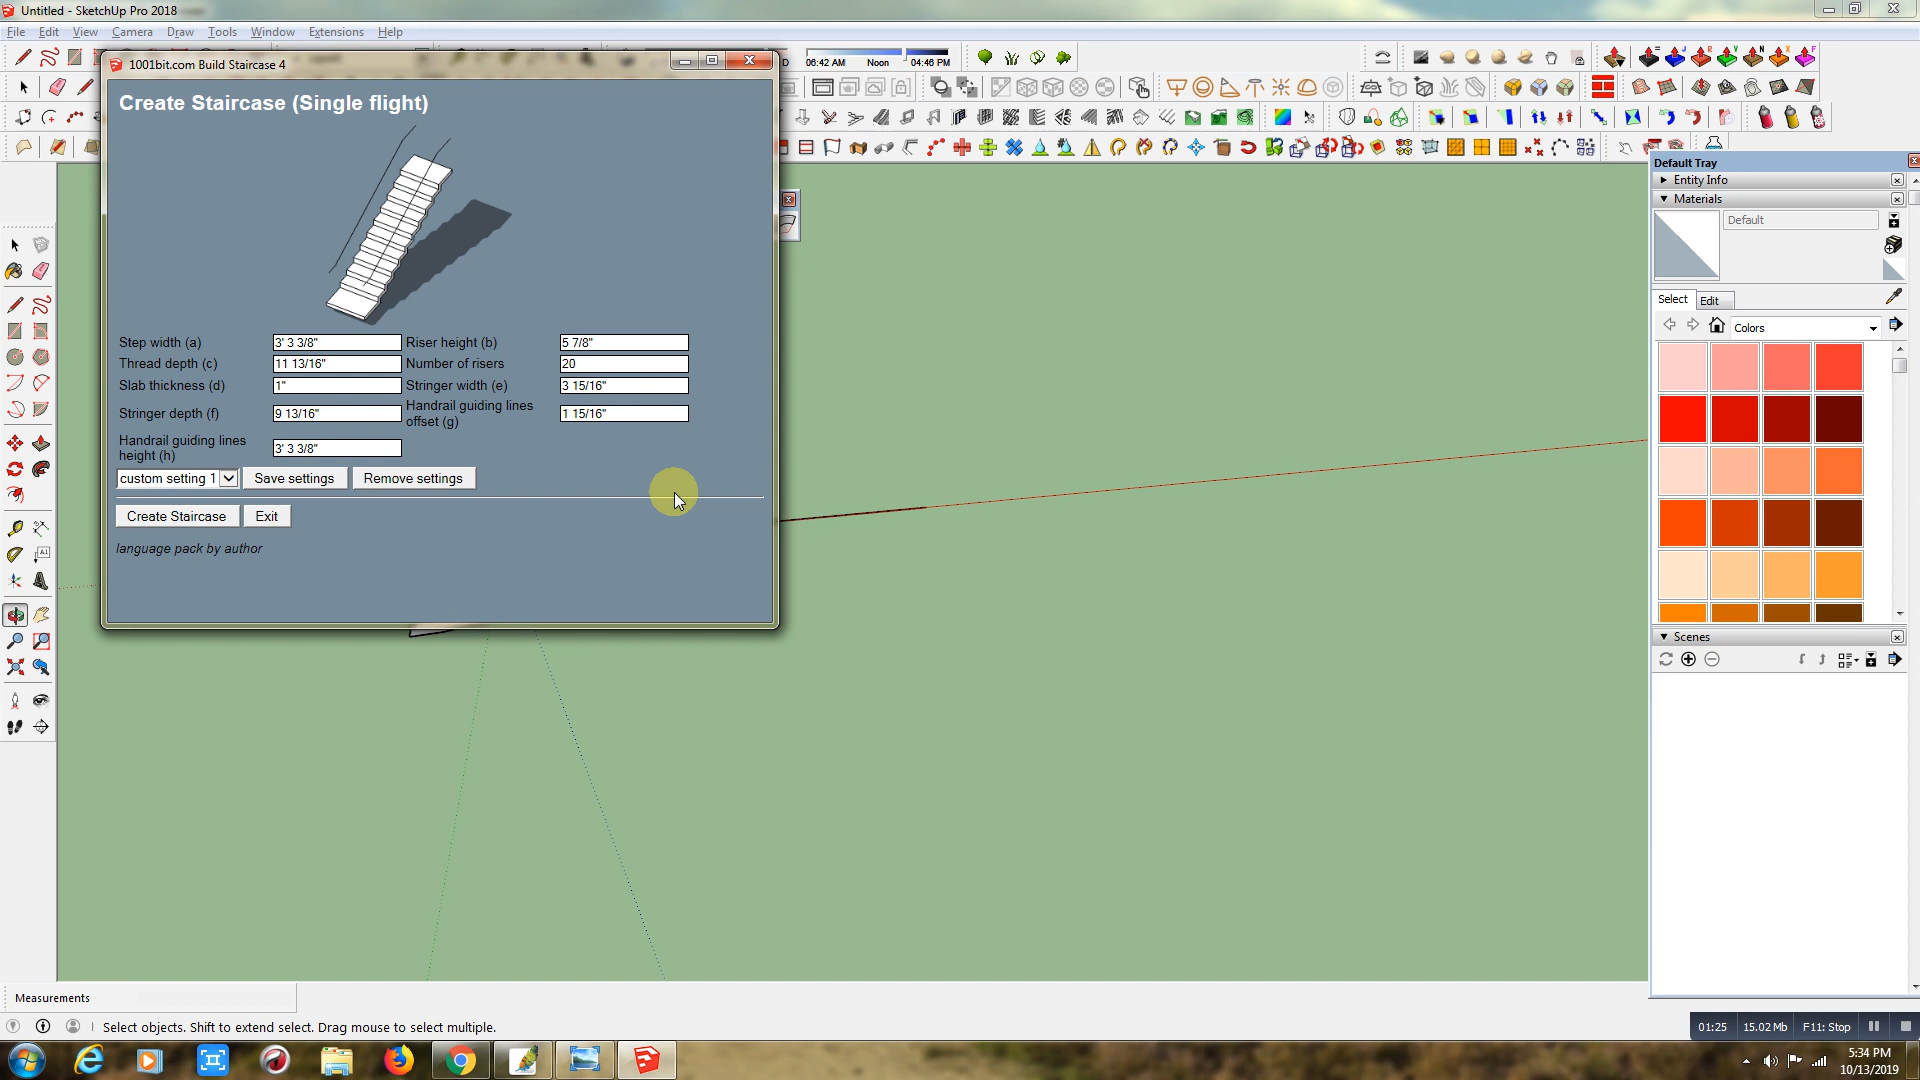 Untitled - SketchUp Pro 2018
File Edit View Camera Draw Tools Window Extensions Help
1001bit.com Build Staircase 4
D 06:42 AM Noon 04:46 PM
Create Staircase (Single flight)
Step width (a) 3' 3 3/8" Riser height (b) 5 7/8"
Thread depth (c) 11 13/16" Number of risers 20
Slab thickness (d) 1" Stringer width (e) 3 15/16"
Stringer depth (f) 9 13/16" Handrail guiding lines offset (g) 1 15/16"
Handrail guiding lines height (h) 3' 3 3/8"
custom setting 1 Save settings Remove settings
Create Staircase Exit
language pack by author
Default Tray
Entity Info
Materials
Default
Select Edit
Colors
Scenes
Measurements
Select objects. Shift to extend select. Drag mouse to select multiple.
01:25 15.02 Mb F11: Stop
5:34 PM
10/13/2019